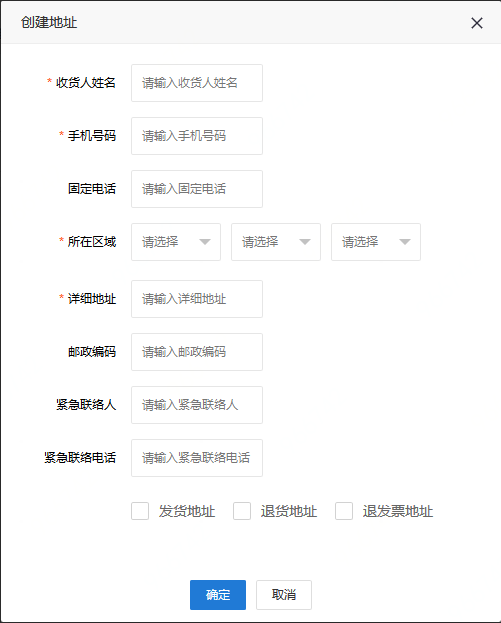 创建地址
* 收货人姓名 请输入收货人姓名
* 手机号码 请输入手机号码
固定电话 请输入固定电话
* 所在区域 请选择 请选择 请选择
* 详细地址 请输入详细地址
邮政编码 请输入邮政编码
紧急联络人 请输入紧急联络人
紧急联络电话 请输入紧急联络电话
发货地址 退货地址 退发票地址
确定 取消